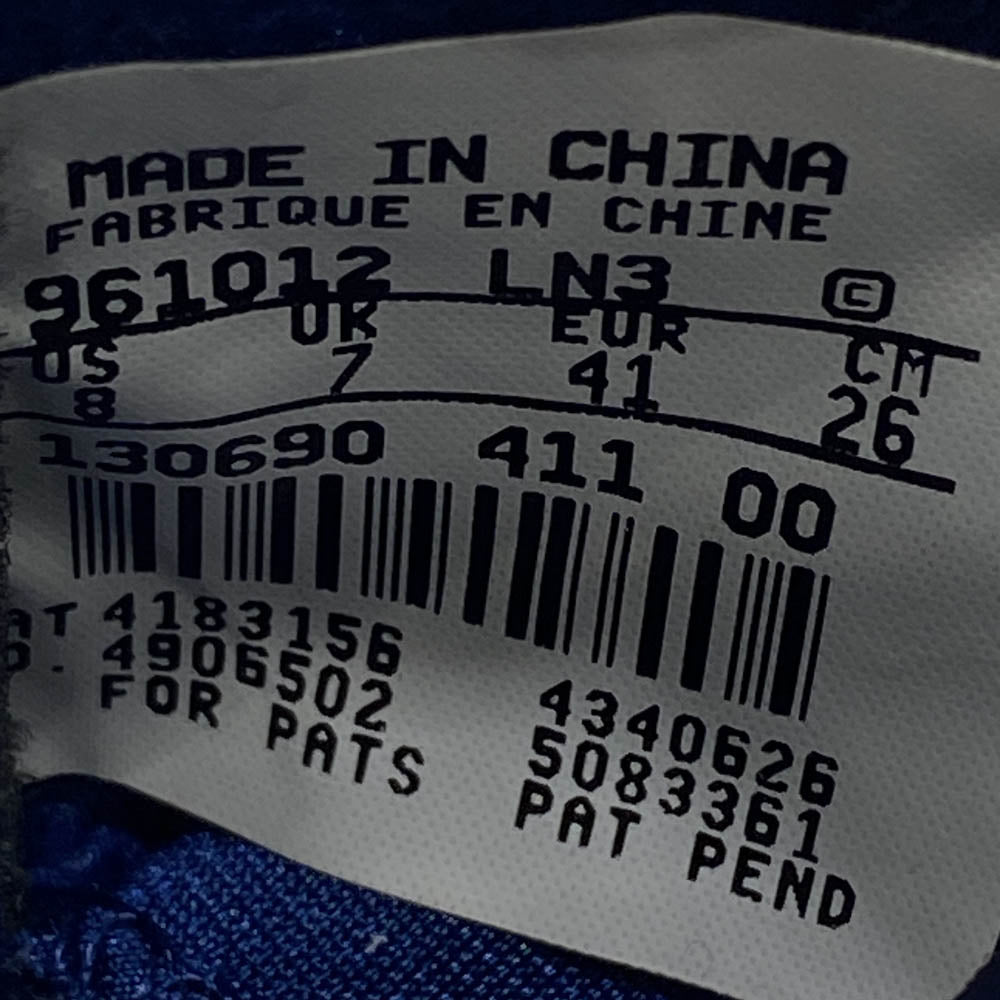 MADE IN CHINA
FABRIQUE EN CHINE
961012 LN3 ©
US UK EUR CM
8 7 41 26
130690 411 00
AT 4183156 4340626
D. 4906502 5083361
FOR PATS PAT PEND